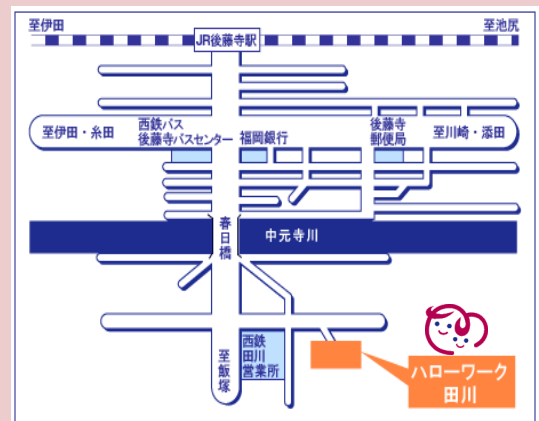 至伊田
至池尻
JR後藤寺駅
至伊田・糸田
西鉄バス
後藤寺バスセンター
福岡銀行
後藤寺
郵便局
至川崎・添田
春日橋
中元寺川
至飯塚
西鉄
田川
営業所
ハローワーク
田川